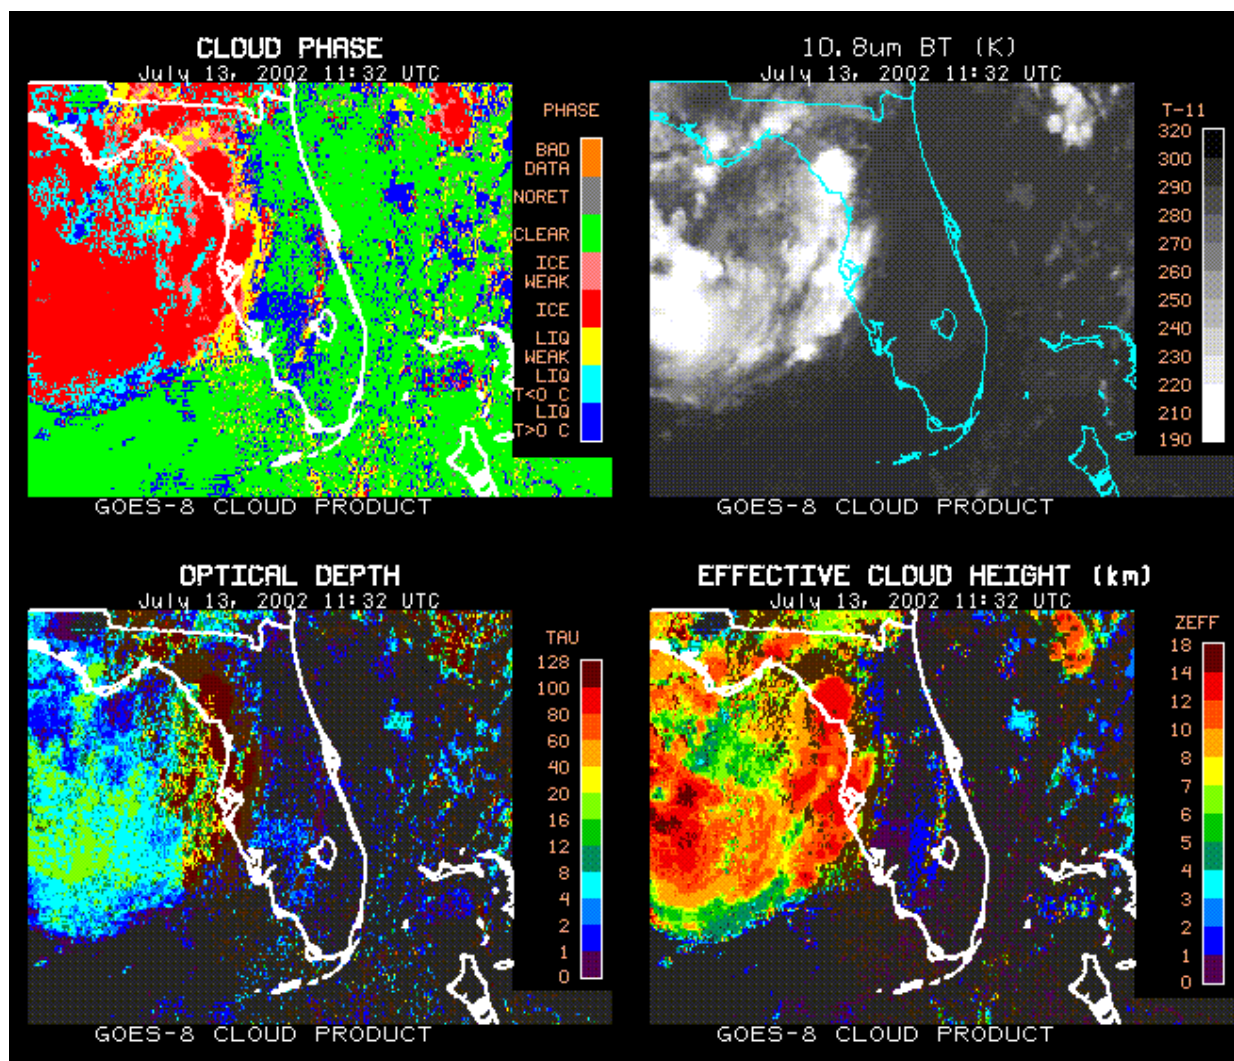 CLOUD PHASE
July 13, 2002 11:32 UTC
PHASE
BAD
DATA
NORET
CLEAR
ICE
WEAK
ICE
LIQ
WEAK
LIQ
T<0 C
LIQ
T>0 C
GOES-8 CLOUD PRODUCT
10.8um BT (K)
July 13, 2002 11:32 UTC
T-11
320
300
290
280
270
260
250
240
230
220
210
190
GOES-8 CLOUD PRODUCT
OPTICAL DEPTH
July 13, 2002 11:32 UTC
TAU
128
100
80
60
40
20
16
12
8
4
2
1
0
GOES-8 CLOUD PRODUCT
EFFECTIVE CLOUD HEIGHT (km)
July 13, 2002 11:32 UTC
ZEFF
18
14
12
10
8
7
6
5
4
3
2
1
0
GOES-8 CLOUD PRODUCT